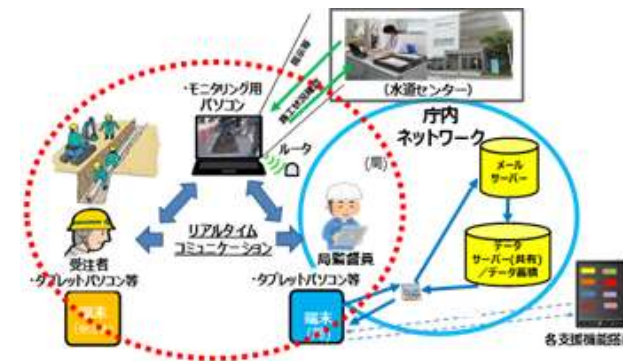 (水道センター)
・モニタリング用
パソコン
庁内
ネットワーク
ルータ
(局)
メール
サーバー
リアルタイム
コミュニケーション
受注者
局監督員
データ
サーバー(共有)
/データ蓄積
・タブレットパソコン等
・タブレットパソコン等
端末
端末
各支援機能搭